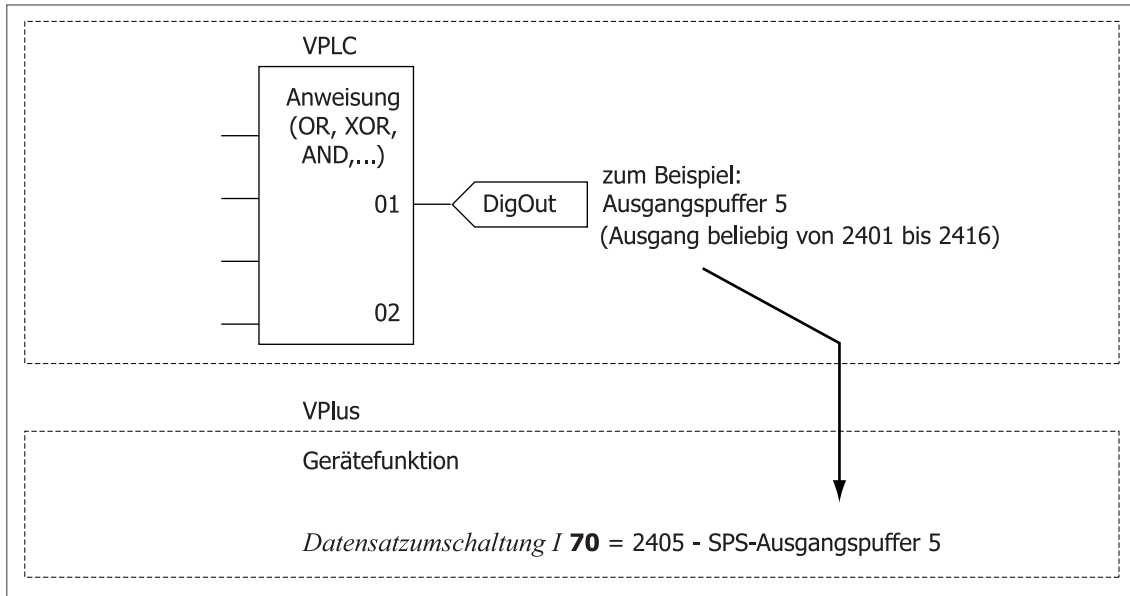 VPLC
Anweisung
(OR, XOR,
AND,...)
01
DigOut
zum Beispiel:
Ausgangspuffer 5
(Ausgang beliebig von 2401 bis 2416)
02
VPlus
Gerätefunktion
Datensatzumschaltung I 70 = 2405 - SPS-Ausgangspuffer 5